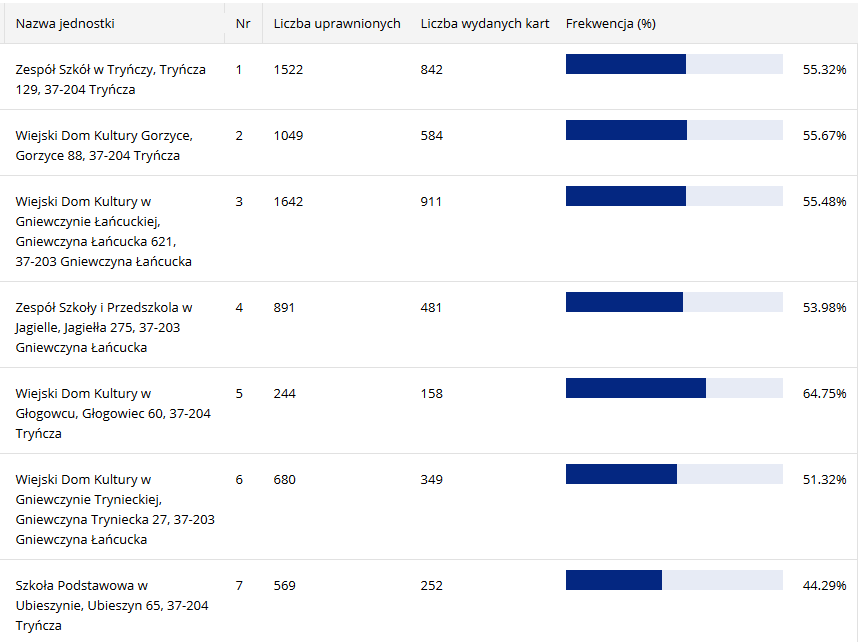 Nazwa jednostki Nr Liczba uprawnionych Liczba wydanych kart Frekwencja (%)
Zespół Szkół w Tryńczy, Tryńcza 1 1522 842 55.32%
129, 37-204 Tryńcza
Wiejski Dom Kultury Gorzyce, 2 1049 584 55.67%
Gorzyce 88, 37-204 Tryńcza
Wiejski Dom Kultury w 3 1642 911 55.48%
Gniewczynie Łańcuckiej,
Gniewczyna Łańcucka 621,
37-203 Gniewczyna Łańcucka
Zespół Szkoły i Przedszkola w 4 891 481 53.98%
Jagielle, Jagiełła 275, 37-203
Gniewczyna Łańcucka
Wiejski Dom Kultury w 5 244 158 64.75%
Głogowcu, Głogowiec 60, 37-204
Tryńcza
Wiejski Dom Kultury w 6 680 349 51.32%
Gniewczynie Trynieckiej,
Gniewczyna Tryniecka 27, 37-203
Gniewczyna Łańcucka
Szkoła Podstawowa w 7 569 252 44.29%
Ubieszynie, Ubieszyn 65, 37-204
Tryńcza